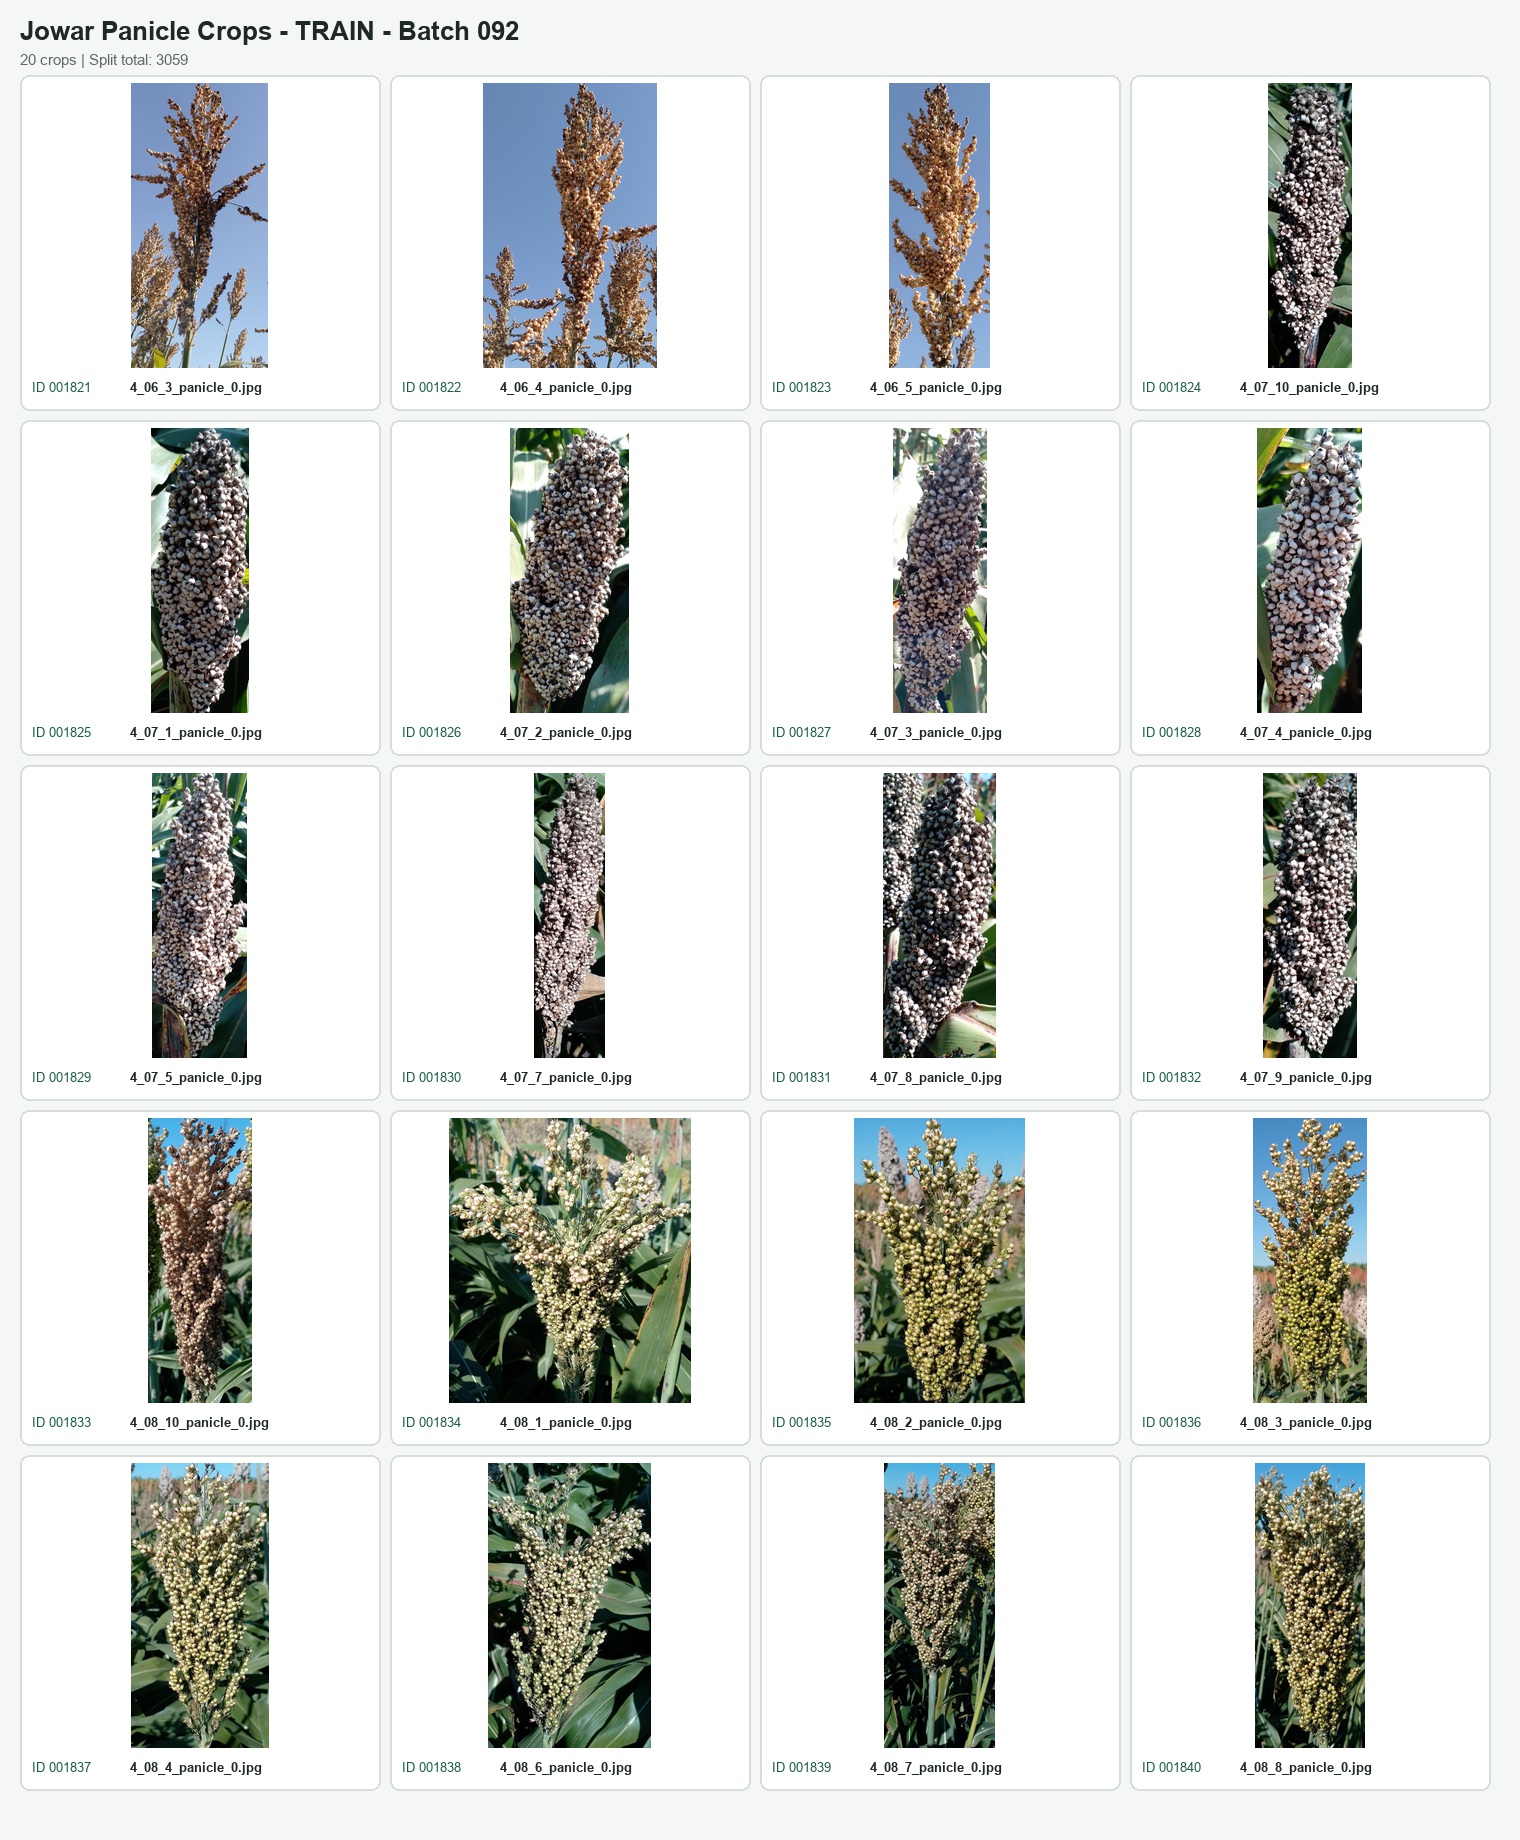 Jowar Panicle Crops - TRAIN - Batch 092
20 crops | Split total: 3059
ID 001821 4_06_3_panicle_0.jpg
ID 001822 4_06_4_panicle_0.jpg
ID 001823 4_06_5_panicle_0.jpg
ID 001824 4_07_10_panicle_0.jpg
ID 001825 4_07_1_panicle_0.jpg
ID 001826 4_07_2_panicle_0.jpg
ID 001827 4_07_3_panicle_0.jpg
ID 001828 4_07_4_panicle_0.jpg
ID 001829 4_07_5_panicle_0.jpg
ID 001830 4_07_7_panicle_0.jpg
ID 001831 4_07_8_panicle_0.jpg
ID 001832 4_07_9_panicle_0.jpg
ID 001833 4_08_10_panicle_0.jpg
ID 001834 4_08_1_panicle_0.jpg
ID 001835 4_08_2_panicle_0.jpg
ID 001836 4_08_3_panicle_0.jpg
ID 001837 4_08_4_panicle_0.jpg
ID 001838 4_08_6_panicle_0.jpg
ID 001839 4_08_7_panicle_0.jpg
ID 001840 4_08_8_panicle_0.jpg